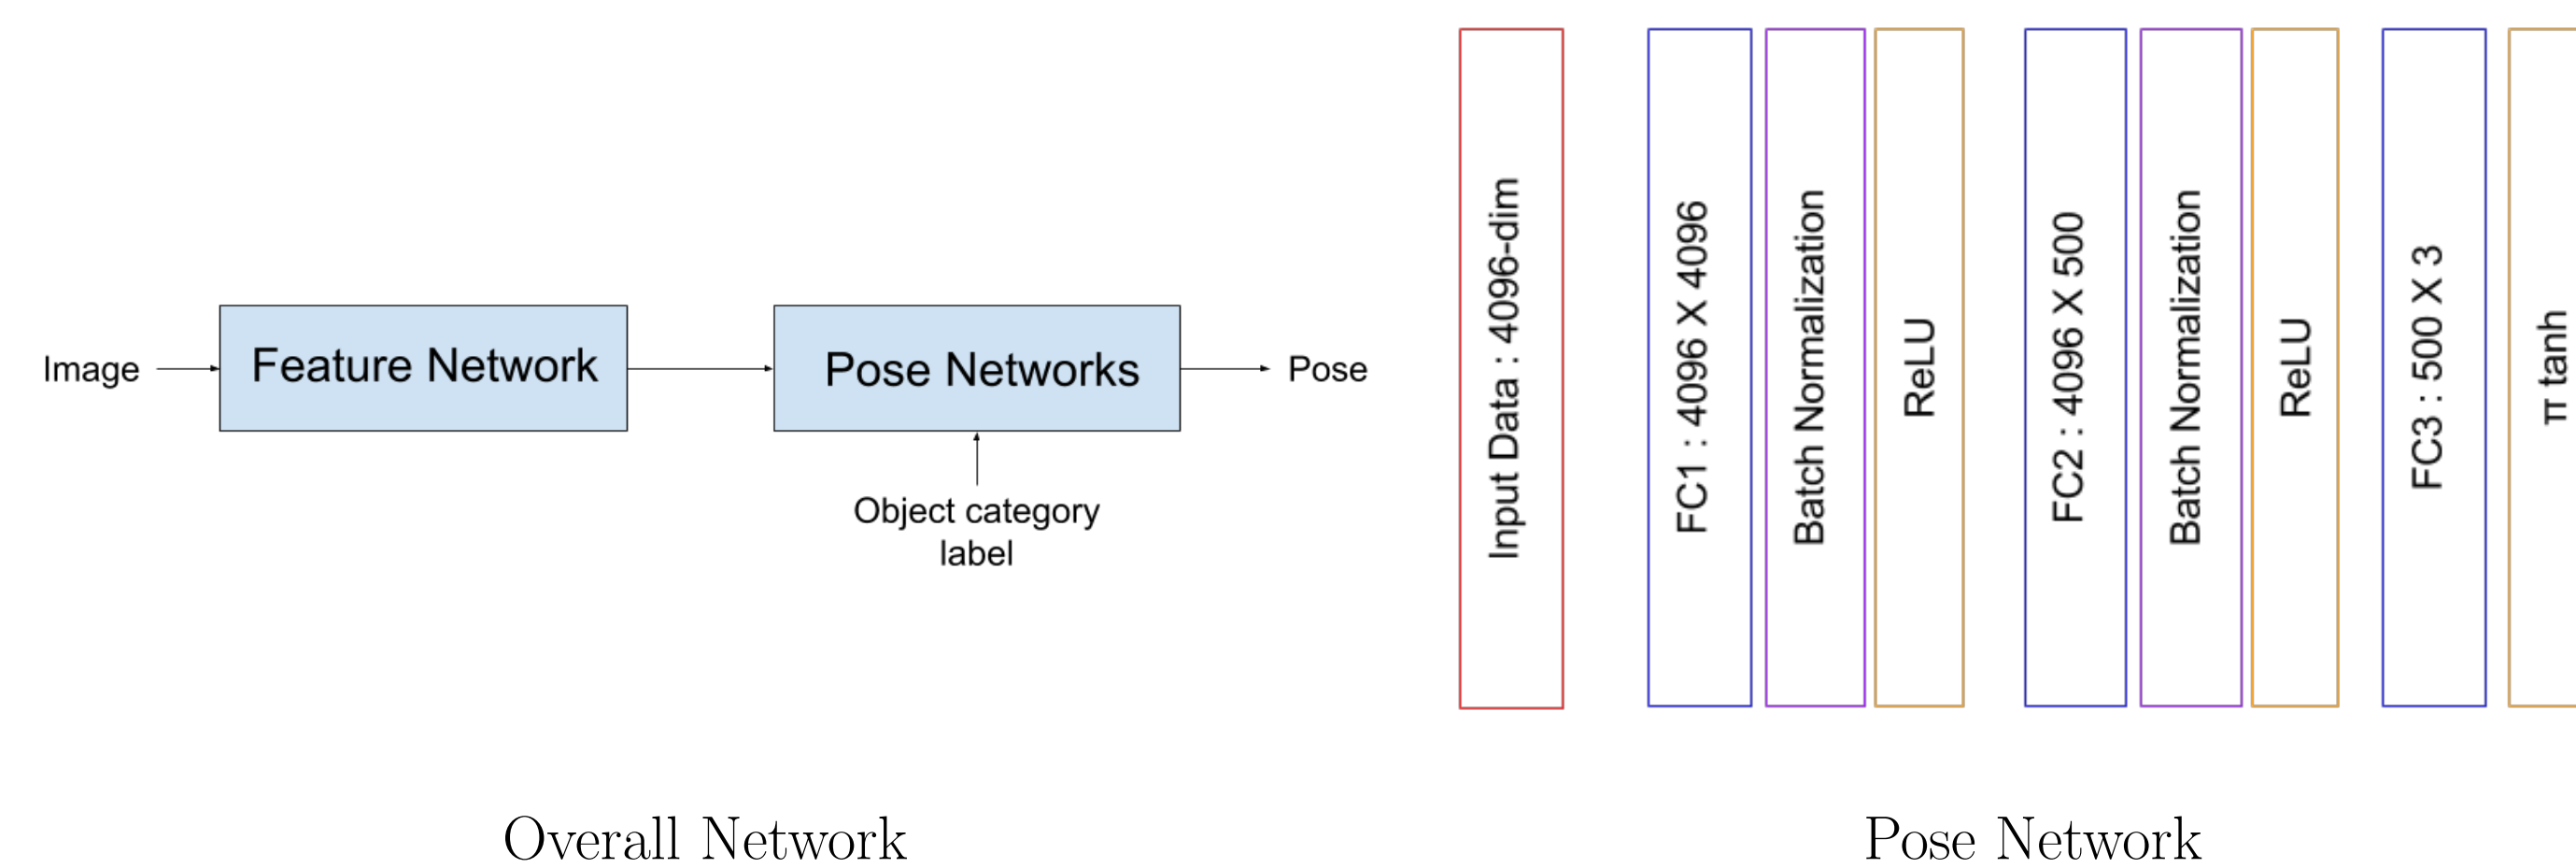 Image
Feature Network
Pose Networks
Pose
Object category
label
Overall Network
Input Data : 4096-dim
FC1 : 4096 X 4096
Batch Normalization
ReLU
FC2 : 4096 X 500
Batch Normalization
ReLU
FC3 : 500 X 3
π tanh
Pose Network